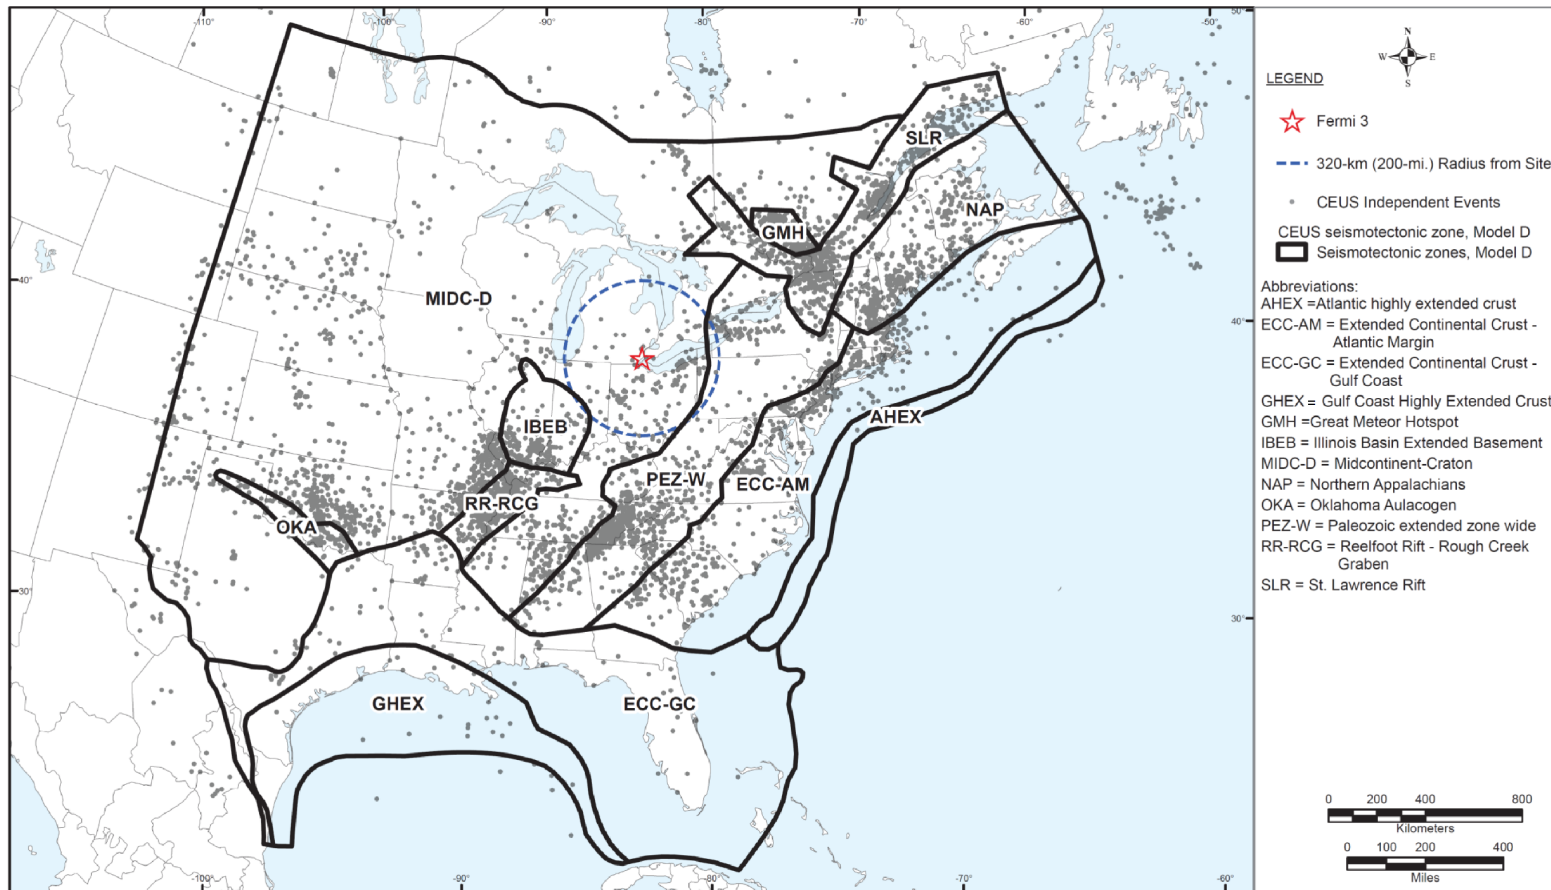 -110°
-100°
-90°
-80°
-70°
-60°
-50°
50°
40°
40°
30°
30°
-100°
-90°
-80°
-70°
-60°
SLR
NAP
GMH
MIDC-D
AHEX
IBEB
PEZ-W
ECC-AM
RR-RCG
OKA
GHEX
ECC-GC
N
W
E
S
LEGEND
Fermi 3
320-km (200-mi.) Radius from Site
CEUS Independent Events
CEUS seismotectonic zone, Model D
Seismotectonic zones, Model D
Abbreviations:
AHEX =Atlantic highly extended crust
ECC-AM = Extended Continental Crust -
Atlantic Margin
ECC-GC = Extended Continental Crust -
Gulf Coast
GHEX = Gulf Coast Highly Extended Crust
GMH =Great Meteor Hotspot
IBEB = Illinois Basin Extended Basement
MIDC-D = Midcontinent-Craton
NAP = Northern Appalachians
OKA = Oklahoma Aulacogen
PEZ-W = Paleozoic extended zone wide
RR-RCG = Reelfoot Rift - Rough Creek
Graben
SLR = St. Lawrence Rift
0 200 400 800
Kilometers
0 100 200 400
Miles